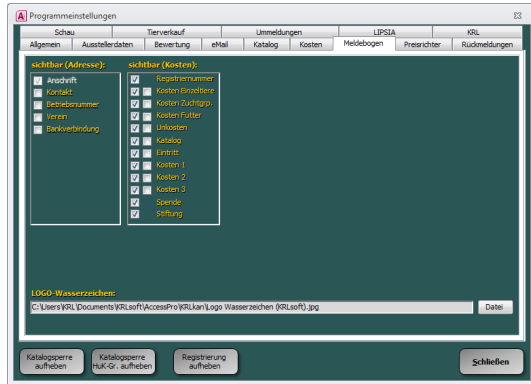 Programmeinstellungen
Schau Tierverkauf Ummeldungen LIPSIA KRL
Allgemein Ausstellerdaten Bewertung eMail Katalog Kosten Meldebogen Preisrichter Rückmeldungen
sichtbar (Adresse): sichtbar (Kosten):
Anschrift
Kontakt
Betriebsnummer
Verein
Bankverbindung
Registriernummer
Kosten Einzeltiere
Kosten Zuchtgrp.
Kosten Futter
Unkosten
Katalog
Eintritt
Kosten 1
Kosten 2
Kosten 3
Spende
Stiftung
LOGO-Wasserzeichen:
C:\Users\KRL\Documents\KRLsoft\AccessPro\KRLkan\Logo Wasserzeichen (KRLsoft).jpg Datei
Katalogsperre aufheben
Katalogsperre HuK-Gr. aufheben
Registrierung aufheben
Schließen